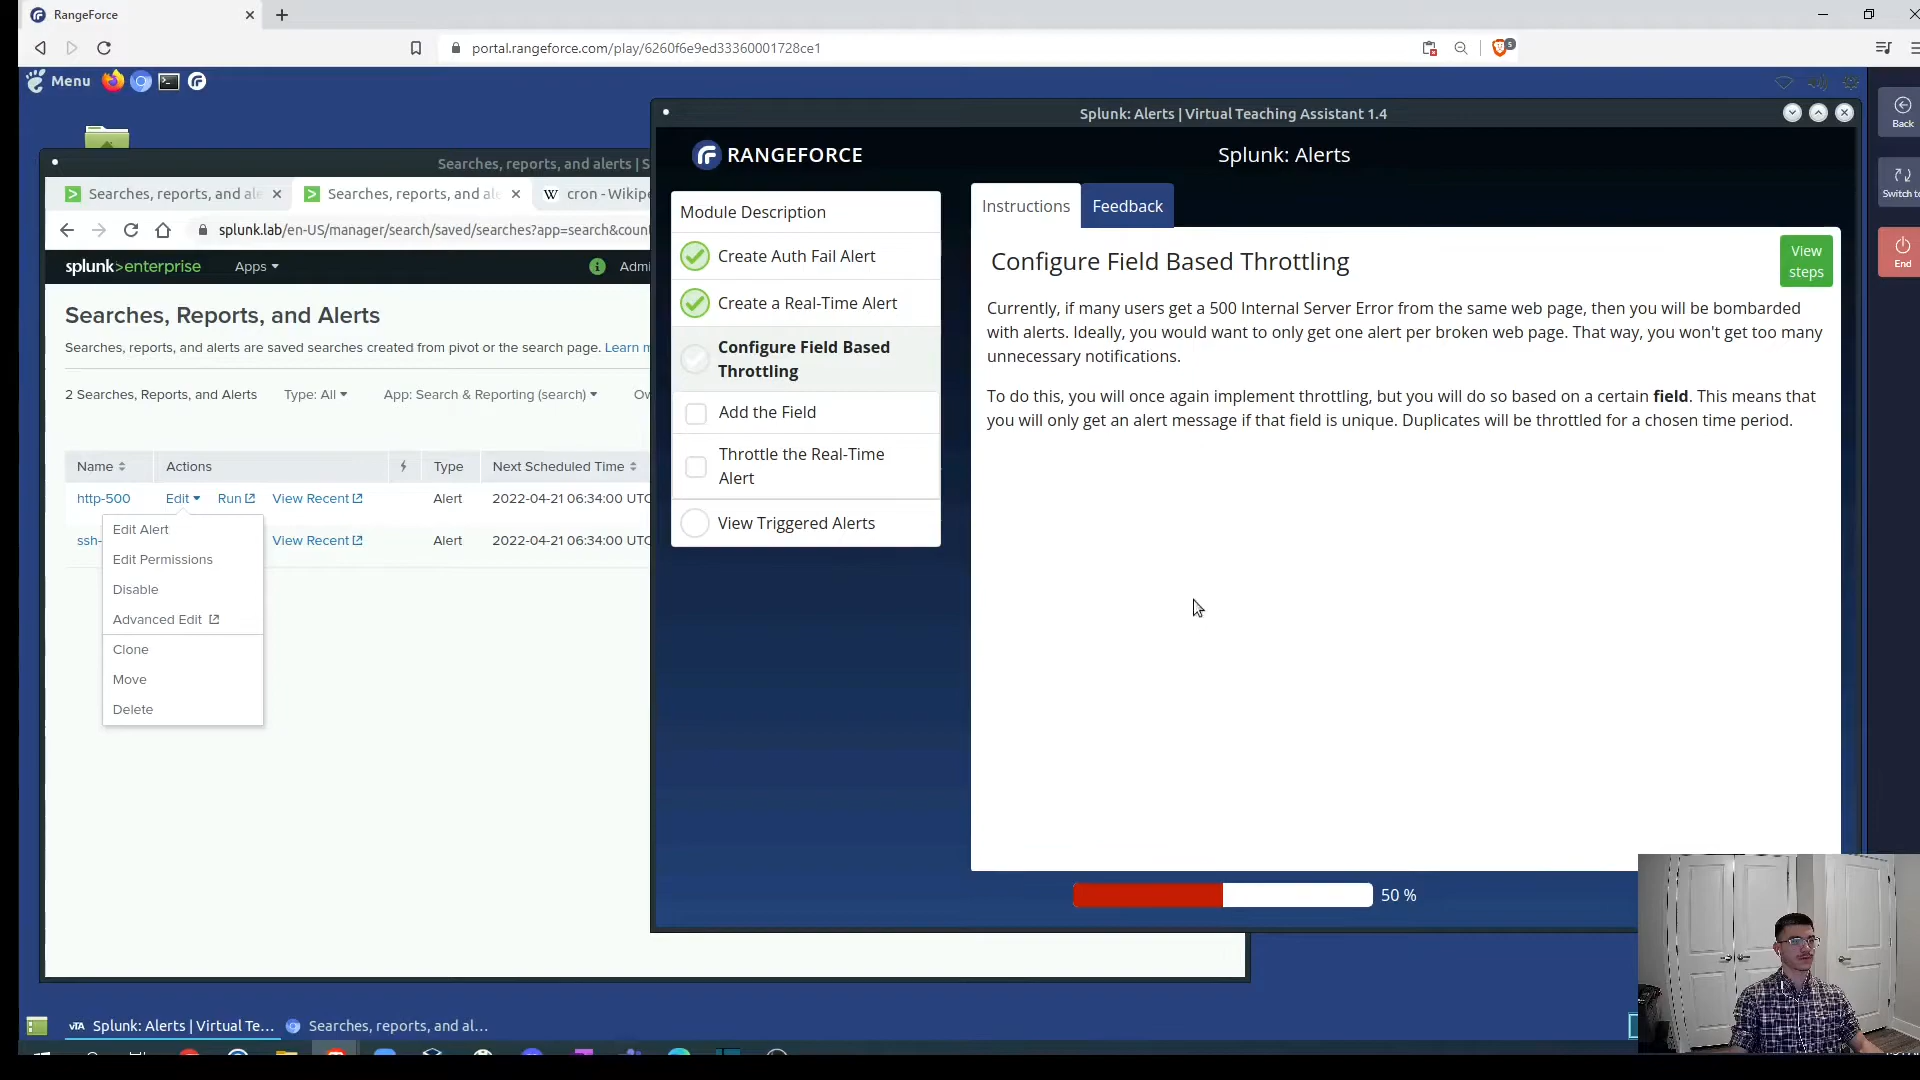 RangeForce
portal.rangeforce.com/play/6260f6e9ed33360001728ce1
5
Menu
Back
Switch to
End
Searches, reports, and alerts | S
Searches, reports, and ale
Searches, reports, and ale
W cron - Wikipe
splunk.lab/en-US/manager/search/saved/searches?app=search&count
splunk>enterprise
Apps
Admi
Searches, Reports, and Alerts
Searches, reports, and alerts are saved searches created from pivot or the search page. Learn m
2 Searches, Reports, and Alerts
Type: All
App: Search & Reporting (search)
Ow
Name
Actions
Type
Next Scheduled Time
http-500
Edit
Run
View Recent
Alert
2022-04-21 06:34:00 UTC
ssh-
View Recent
Alert
2022-04-21 06:34:00 UTC
Edit Alert
Edit Permissions
Disable
Advanced Edit
Clone
Move
Delete
Splunk: Alerts | Virtual Teaching Assistant 1.4
RANGEFORCE
Splunk: Alerts
Module Description
Create Auth Fail Alert
Create a Real-Time Alert
Configure Field Based
Throttling
Add the Field
Throttle the Real-Time
Alert
View Triggered Alerts
Instructions
Feedback
Configure Field Based Throttling
View
steps
Currently, if many users get a 500 Internal Server Error from the same web page, then you will be bombarded
with alerts. Ideally, you would want to only get one alert per broken web page. That way, you won't get too many
unnecessary notifications.
To do this, you will once again implement throttling, but you will do so based on a certain field. This means that
you will only get an alert message if that field is unique. Duplicates will be throttled for a chosen time period.
50 %
VTA Splunk: Alerts | Virtual Te...
Searches, reports, and al...